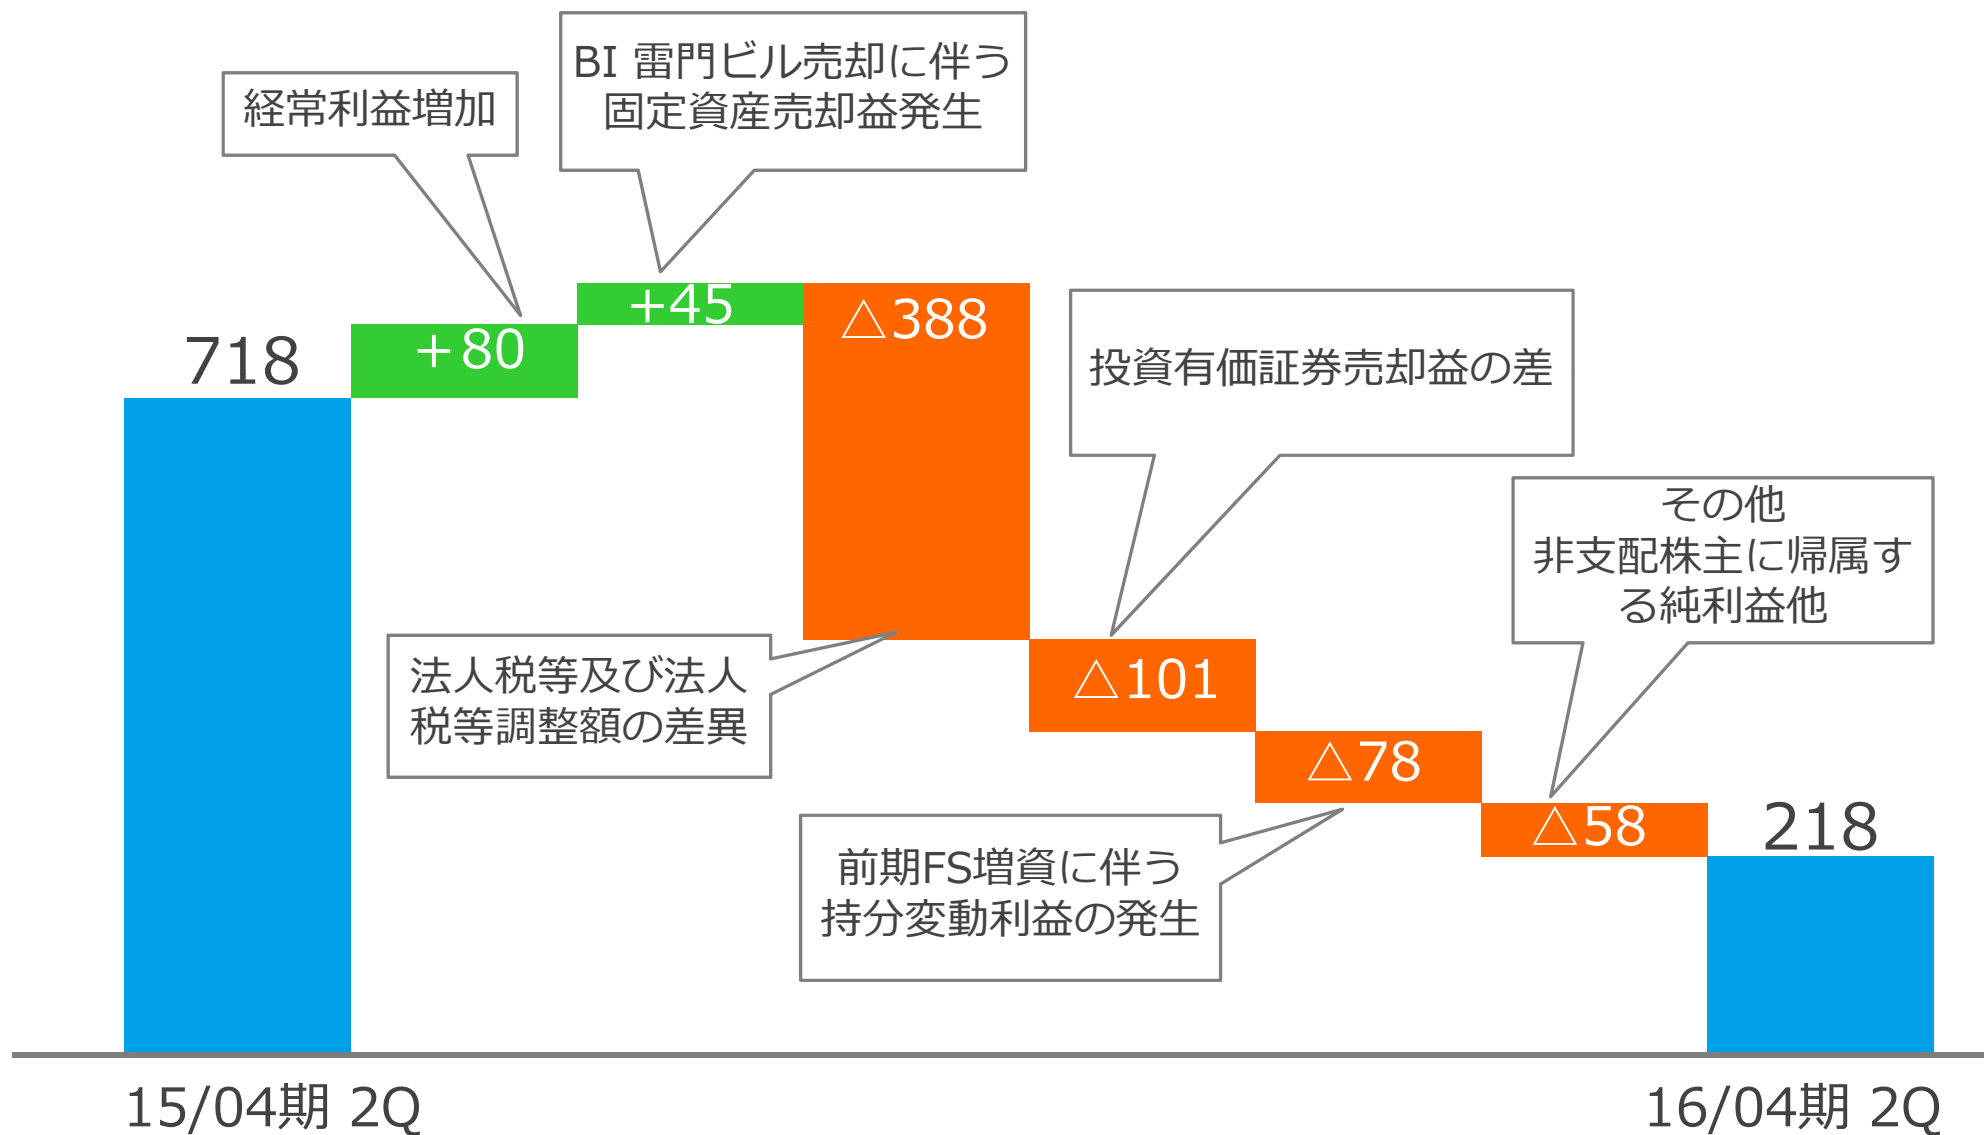 経常利益増加
BI 雷門ビル売却に伴う
固定資産売却益発生
718
＋80
+45
△388
投資有価証券売却益の差
法人税等及び法人
税等調整額の差異
△101
その他
非支配株主に帰属す
る純利益他
△78
前期FS増資に伴う
持分変動利益の発生
△58
218
15/04期 2Q
16/04期 2Q